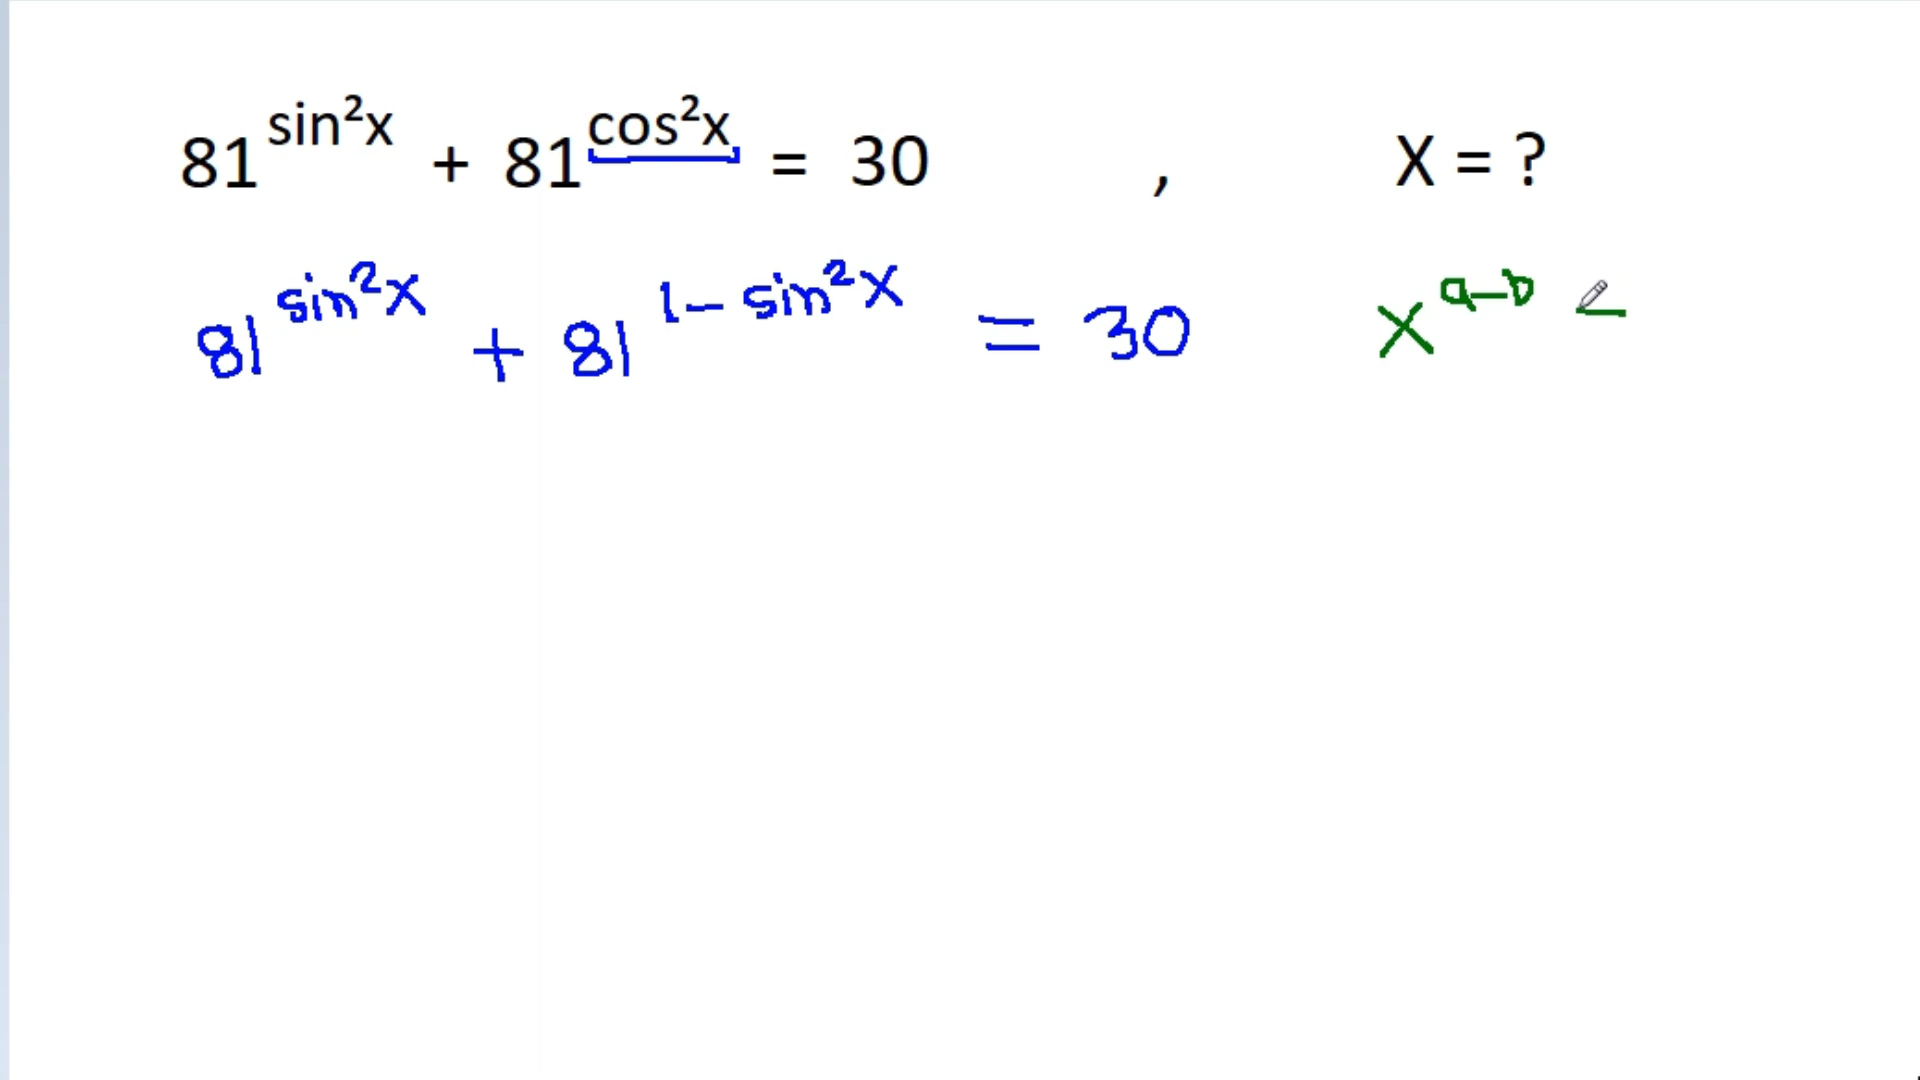 81^sin²x + 81^cos²x = 30 , X = ?
81^sin²x + 81^1-sin²x = 30 x^a-b